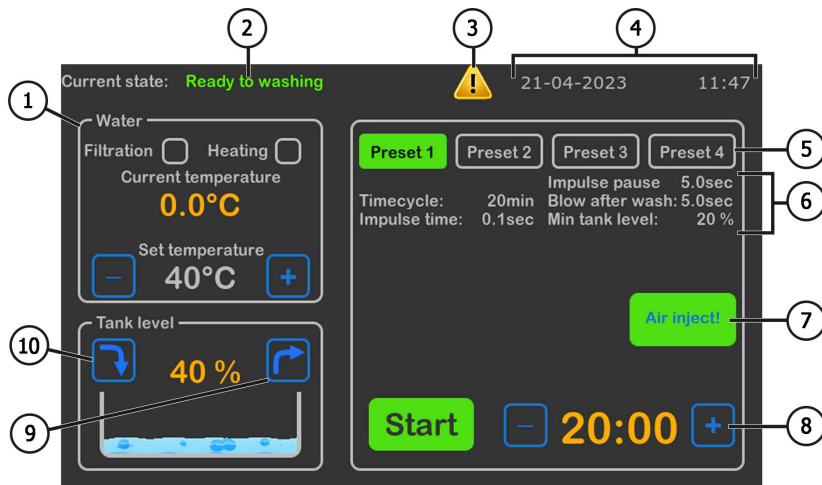 2
3
4
Current state: Ready to washing
21-04-2023 11:47
1
Water
Filtration Heating
Current temperature
0.0°C
Set temperature
− 40°C +
Preset 1 Preset 2 Preset 3 Preset 4
5
Impulse pause 5.0sec
Timecycle: 20min Blow after wash: 5.0sec
Impulse time: 0.1sec Min tank level: 20 %
6
Air inject!
7
Tank level
10
40 %
9
Start − 20:00 +
8